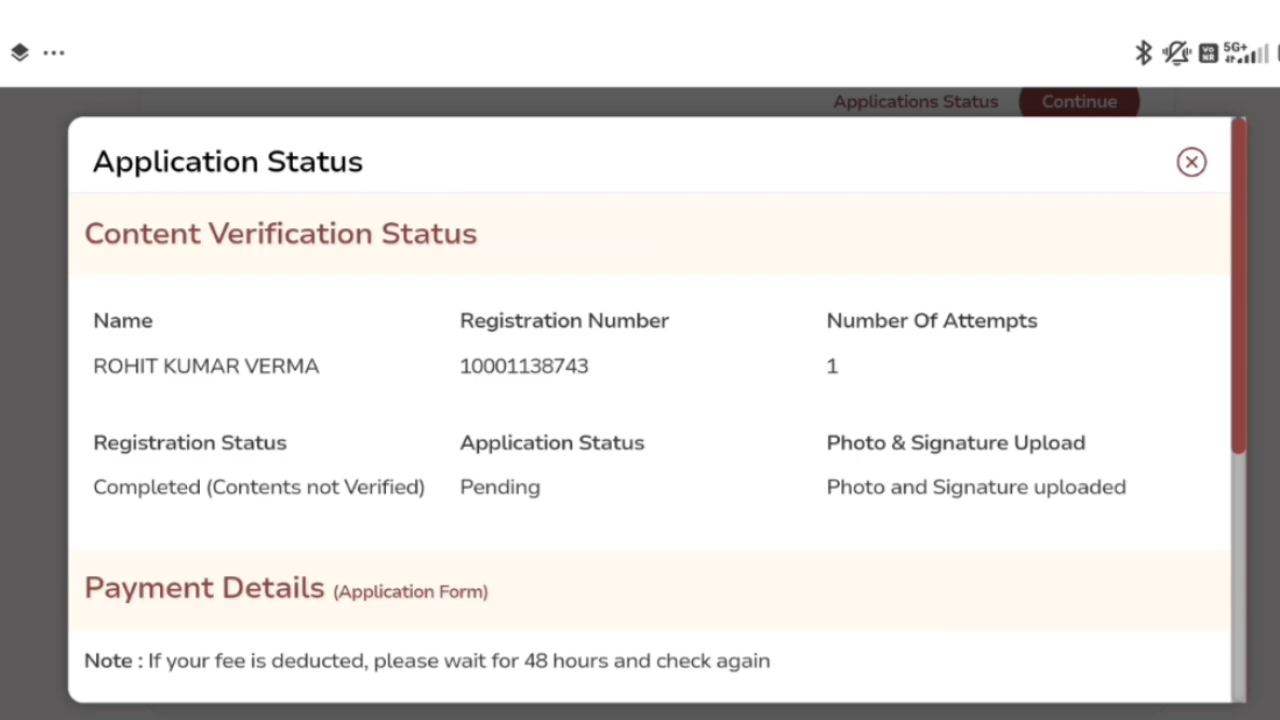 5G+
Applications Status Continue
Application Status
Content Verification Status
Name Registration Number Number Of Attempts
ROHIT KUMAR VERMA 10001138743 1
Registration Status Application Status Photo & Signature Upload
Completed (Contents not Verified) Pending Photo and Signature uploaded
Payment Details (Application Form)
Note : If your fee is deducted, please wait for 48 hours and check again